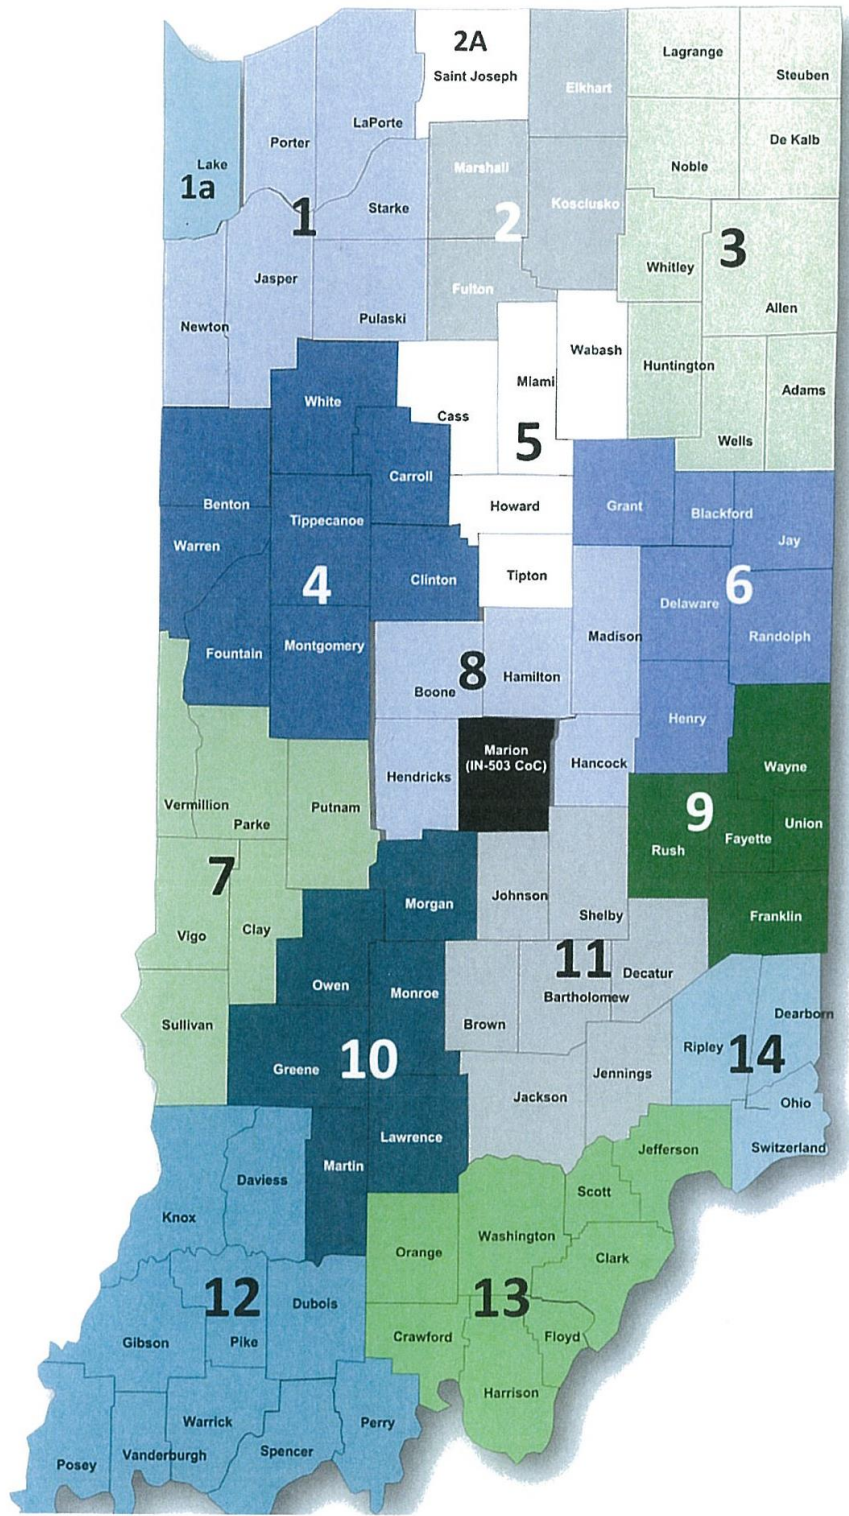 2A
Saint Joseph
Elkhart
Lagrange
Steuben
LaPorte
Porter
Lake
1a
Marshall
Noble
De Kalb
1
Starke
2
Kosciusko
3
Whitley
Jasper
Fulton
Allen
Newton
Pulaski
Wabash
Huntington
Miami
Adams
White
Cass
5
Wells
Carroll
Benton
Howard
Grant
Blackford
Tippecanoe
Jay
Warren
4
Clinton
Tipton
6
Delaware
Fountain
Montgomery
Madison
Randolph
8
Boone
Hamilton
Henry
Marion
(IN-503 CoC)
Hendricks
Hancock
Wayne
Vermillion
Parke
Putnam
9
Rush
Fayette
Union
7
Morgan
Johnson
Shelby
Franklin
Vigo
Clay
11
Decatur
Owen
Monroe
Bartholomew
Sullivan
Brown
Dearborn
Greene
10
Ripley
14
Jennings
Jackson
Ohio
Lawrence
Switzerland
Martin
Jefferson
Daviess
Scott
Knox
Washington
Orange
Clark
12
Dubois
13
Gibson
Pike
Crawford
Floyd
Harrison
Warrick
Perry
Posey
Vanderburgh
Spencer